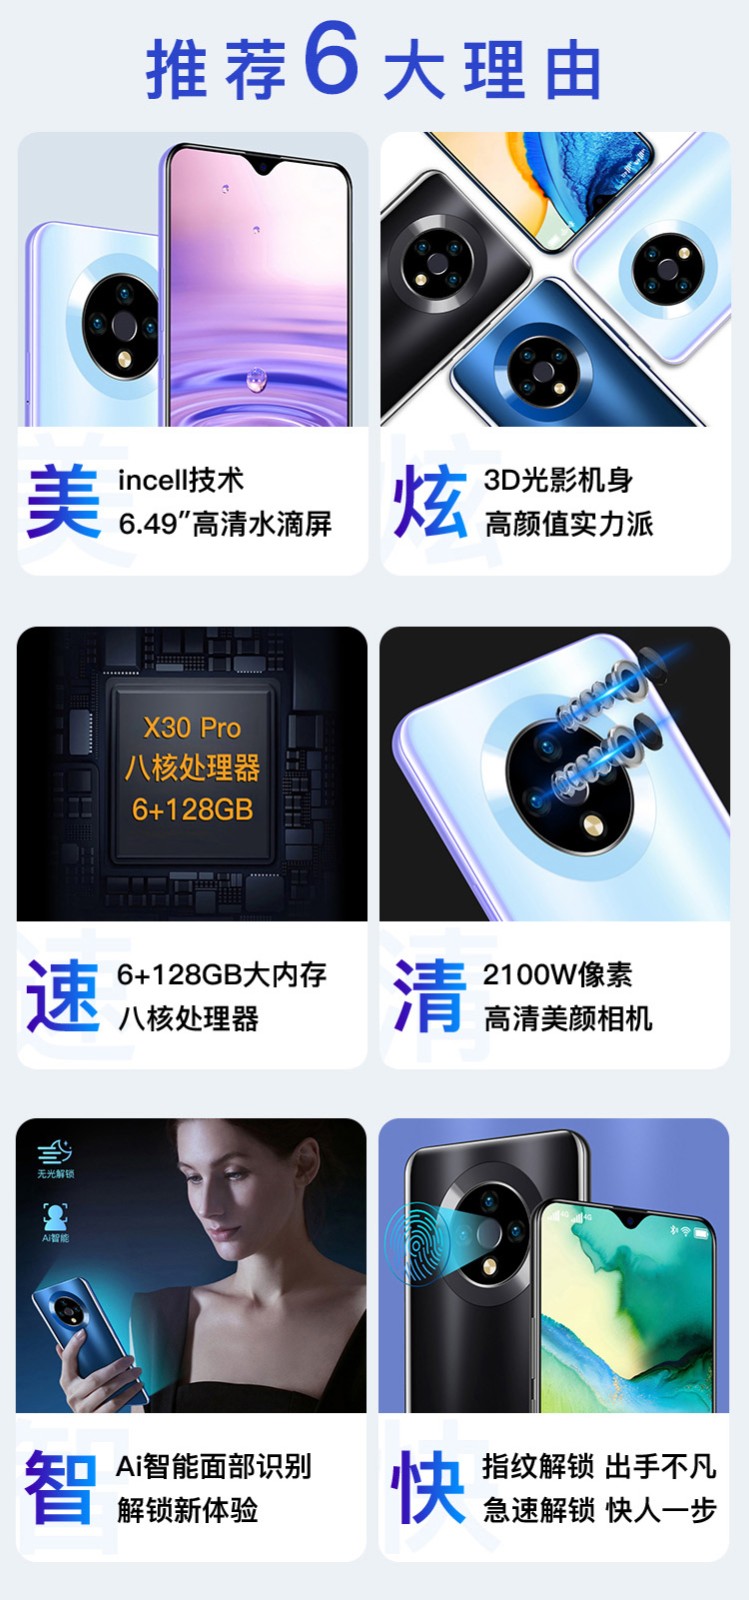 推荐6大理由
美
incell技术
6.49”高清水滴屏
炫
3D光影机身
高颜值实力派
X30 Pro
八核处理器
6+128GB
速
6+128GB大内存
八核处理器
清
2100W像素
高清美颜相机
无光解锁
Ai智能
智
Ai智能面部识别
解锁新体验
4G 4G
快
指纹解锁 出手不凡
急速解锁 快人一步